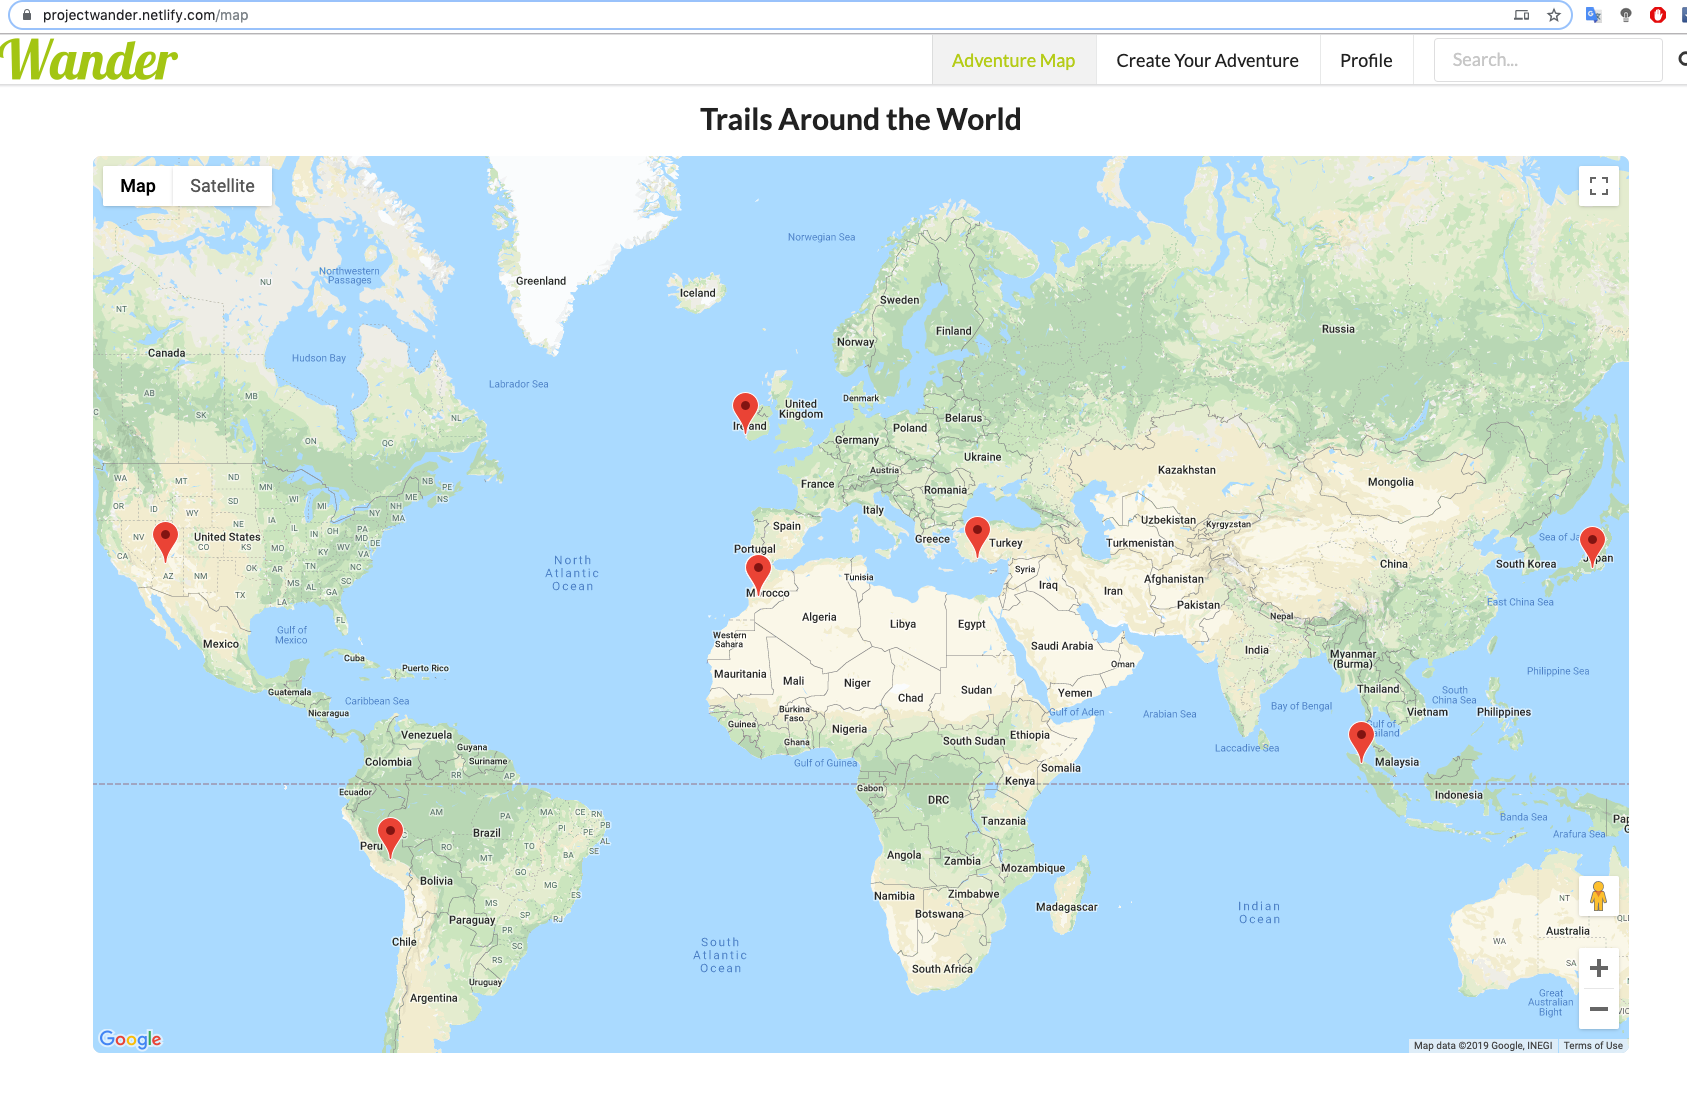 projectwander.netlify.com/map
Wander
Adventure Map
Create Your Adventure
Profile
Search...
Trails Around the World
Map
Satellite
Norwegian Sea
Greenland
Northwestern
Passages
NU
NT
Iceland
Sweden
Finland
Norway
Russia
Canada
Hudson Bay
Labrador Sea
AB
MB
SK
ON
QC
NL
NB
PE
NS
United
Kingdom
Denmark
Ireland
Belarus
Poland
Germany
Ukraine
Austria
France
Romania
Italy
Spain
Portugal
Greece
Turkey
Kazakhstan
Mongolia
Uzbekistan
Kyrgyzstan
Turkmenistan
China
South Korea
WA
MT
ND
MN
OR
ID
WY
SD
WI
MI
NY
ME
NH
MA
NV
United States
CO
NE
IA
KS
IL
IN
OH
PA
MO
KY
WV
VA
MD
DE
NC
TN
OK
AR
MS
AL
SC
GA
AZ
NM
TX
LA
FL
North
Atlantic
Ocean
Tunisia
Syria
Iraq
Iran
Afghanistan
Pakistan
Nepal
East China Sea
Algeria
Libya
Egypt
Western
Sahara
Saudi Arabia
Oman
India
Myanmar
(Burma)
Mexico
Gulf of
Mexico
Cuba
Puerto Rico
Guatemala
Caribbean Sea
Nicaragua
Mauritania
Mali
Niger
Chad
Sudan
Yemen
Gulf of Aden
Arabian Sea
Bay of Bengal
Thailand
Vietnam
South
China Sea
Philippines
Philippine Sea
Burkina
Faso
Guinea
Ghana
Nigeria
South Sudan
Ethiopia
Laccadive Sea
Gulf of Guinea
Somalia
Malaysia
Venezuela
Guyana
Suriname
Colombia
RR
AP
Ecuador
Gabon
Kenya
DRC
Indonesia
Banda Sea
Arafura Sea
Tanzania
AM
PA
MA
CE
RN
PB
PI
PE
AL
SE
TO
BA
Brazil
Peru
RO
MT
GO
MG
ES
Bolivia
MS
SP
RJ
Paraguay
PR
SC
RS
Chile
Uruguay
Argentina
Angola
Zambia
Mozambique
Namibia
Zimbabwe
Botswana
Madagascar
South Africa
South
Atlantic
Ocean
Indian
Ocean
NT
Australia
WA
SA
Great
Australian
Bight
Google
Map data ©2019 Google, INEGI
Terms of Use